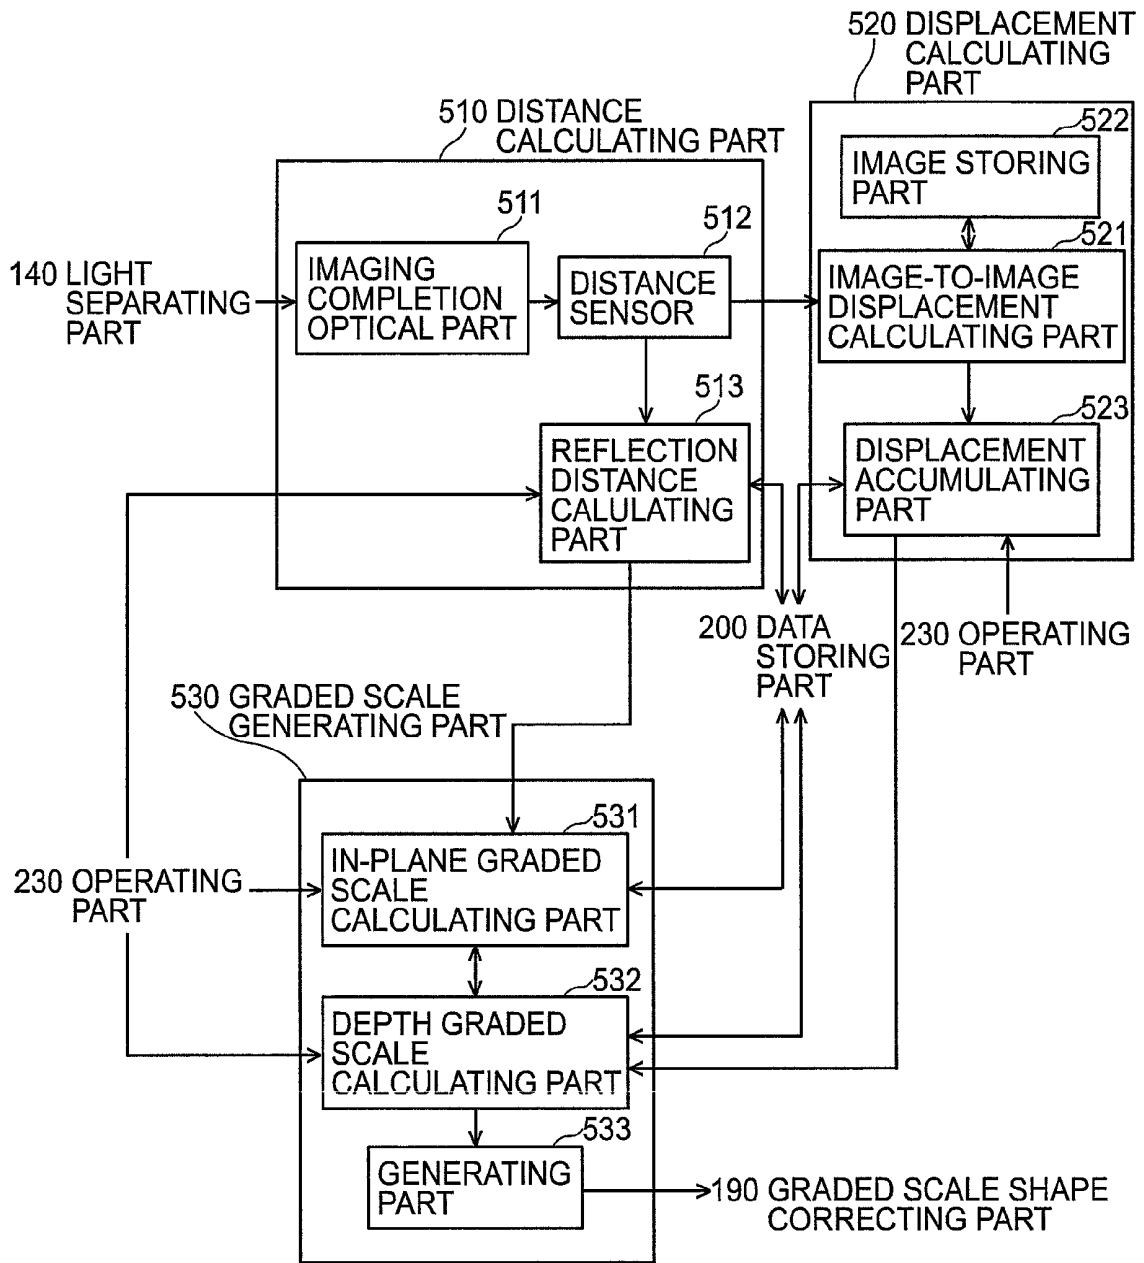 520 DISPLACEMENT
CALCULATING
PART
510 DISTANCE
CALCULATING PART
522
IMAGE STORING
PART
511
512
521
140 LIGHT
SEPARATING
PART
IMAGING
COMPLETION
OPTICAL PART
DISTANCE
SENSOR
IMAGE-TO-IMAGE
DISPLACEMENT
CALCULATING PART
513
523
REFLECTION
DISTANCE
CALULATING
PART
DISPLACEMENT
ACCUMULATING
PART
200 DATA
STORING
PART
230 OPERATING
PART
530 GRADED SCALE
GENERATING PART
531
230 OPERATING
PART
IN-PLANE GRADED
SCALE
CALCULATING PART
532
DEPTH GRADED
SCALE
CALCULATING PART
533
GENERATING
PART
190 GRADED SCALE SHAPE
CORRECTING PART